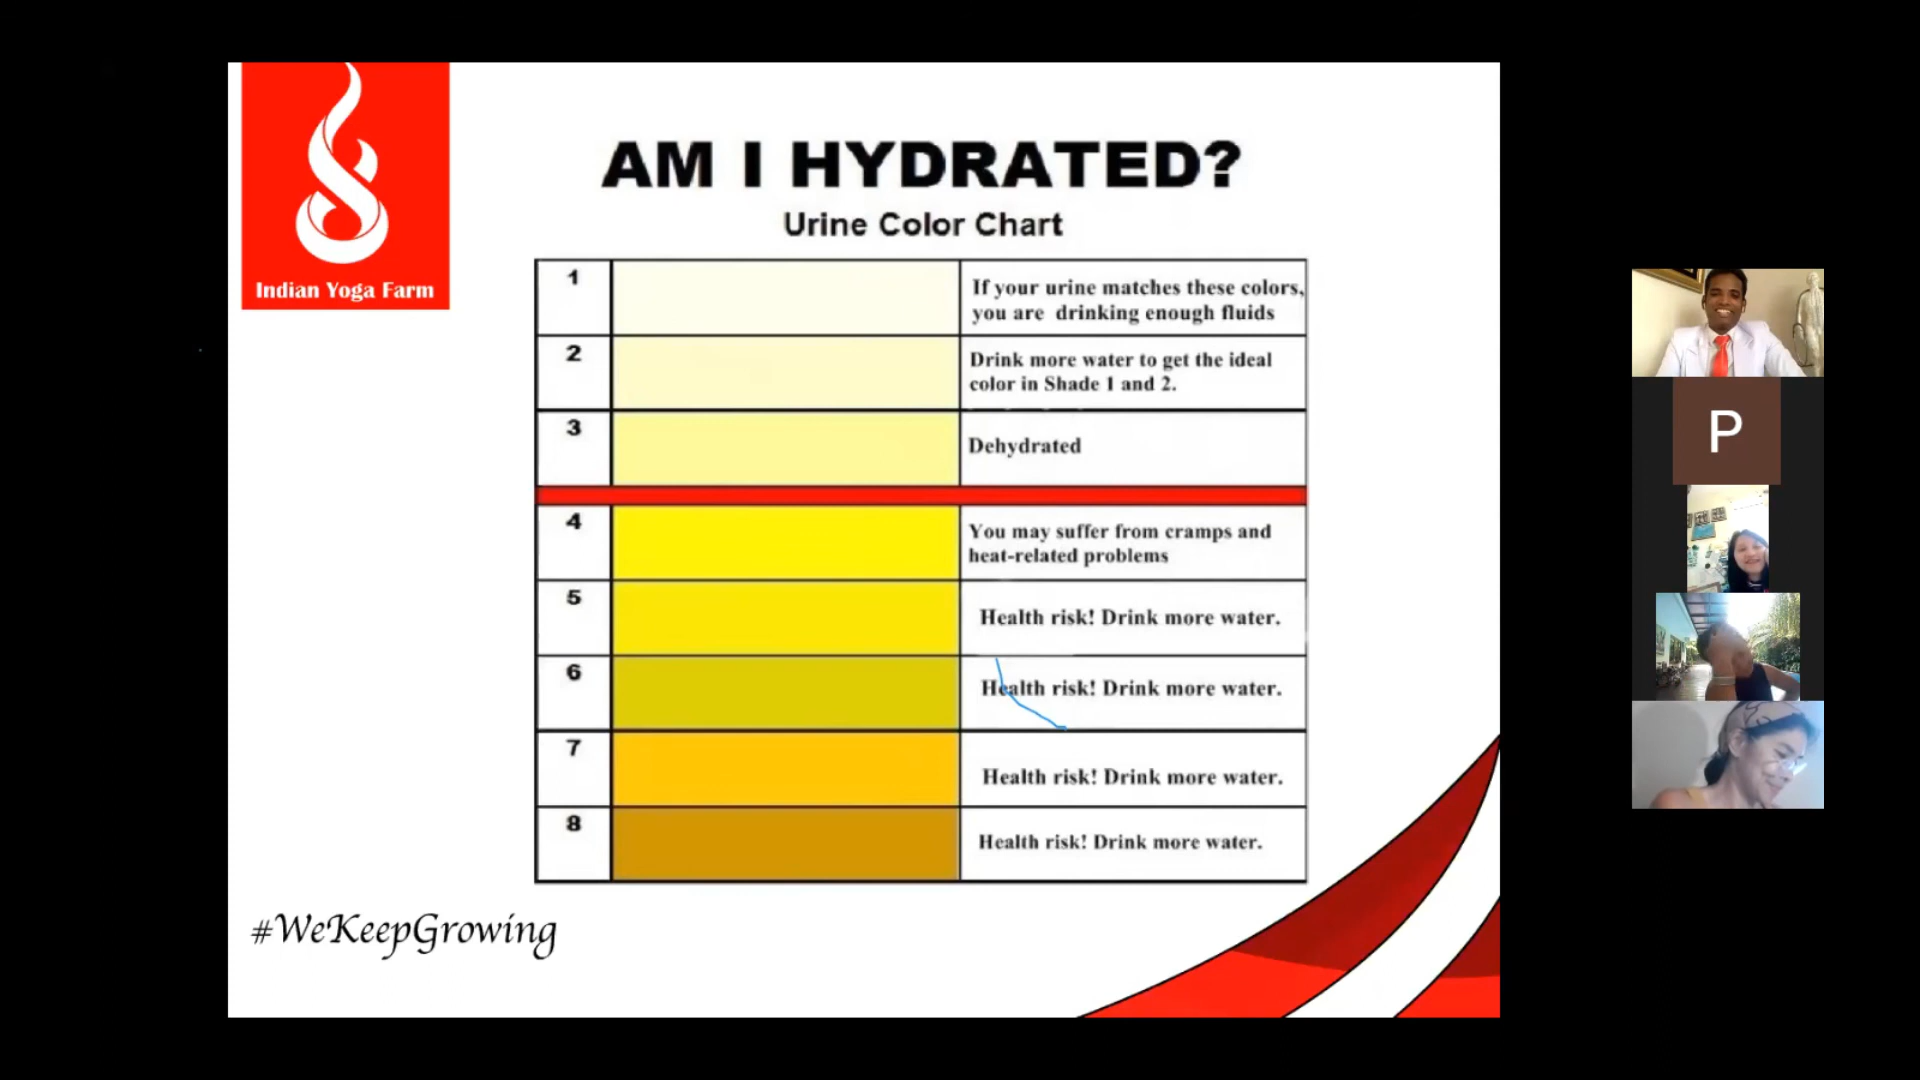 Indian Yoga Farm
AM I HYDRATED?
Urine Color Chart
1
If your urine matches these colors,
you are drinking enough fluids
2
Drink more water to get the ideal
color in Shade 1 and 2.
3
Dehydrated
4
You may suffer from cramps and
heat-related problems
5
Health risk! Drink more water.
6
Health risk! Drink more water.
7
Health risk! Drink more water.
8
Health risk! Drink more water.
#WeKeepGrowing
P